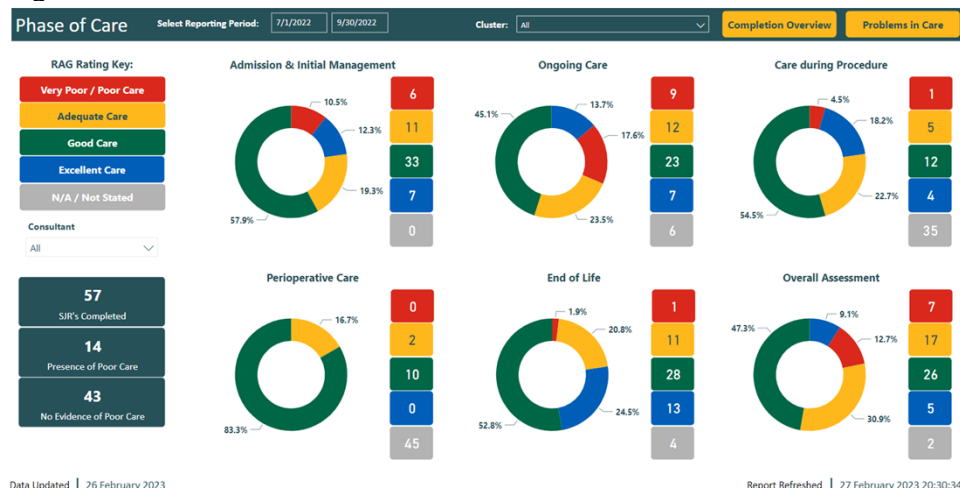 Phase of Care
Select Reporting Period: 7/1/2022 9/30/2022
Cluster: All
Completion Overview
Problems in Care
RAG Rating Key:
Very Poor / Poor Care
Adequate Care
Good Care
Excellent Care
N/A / Not Stated
Consultant
All
57
SJR's Completed
14
Presence of Poor Care
43
No Evidence of Poor Care
Admission & Initial Management
10.5%
12.3%
19.3%
57.9%
6
11
33
7
0
Ongoing Care
13.7%
45.1%
17.6%
23.5%
9
12
23
7
6
Care during Procedure
4.5%
18.2%
22.7%
54.5%
1
5
12
4
35
Perioperative Care
16.7%
83.3%
0
2
10
0
45
End of Life
1.9%
20.8%
24.5%
52.8%
1
11
28
13
4
Overall Assessment
9.1%
47.3%
12.7%
30.9%
7
17
26
5
2
Data Updated | 26 February 2023
Report Refreshed | 27 February 2023 20:30:34